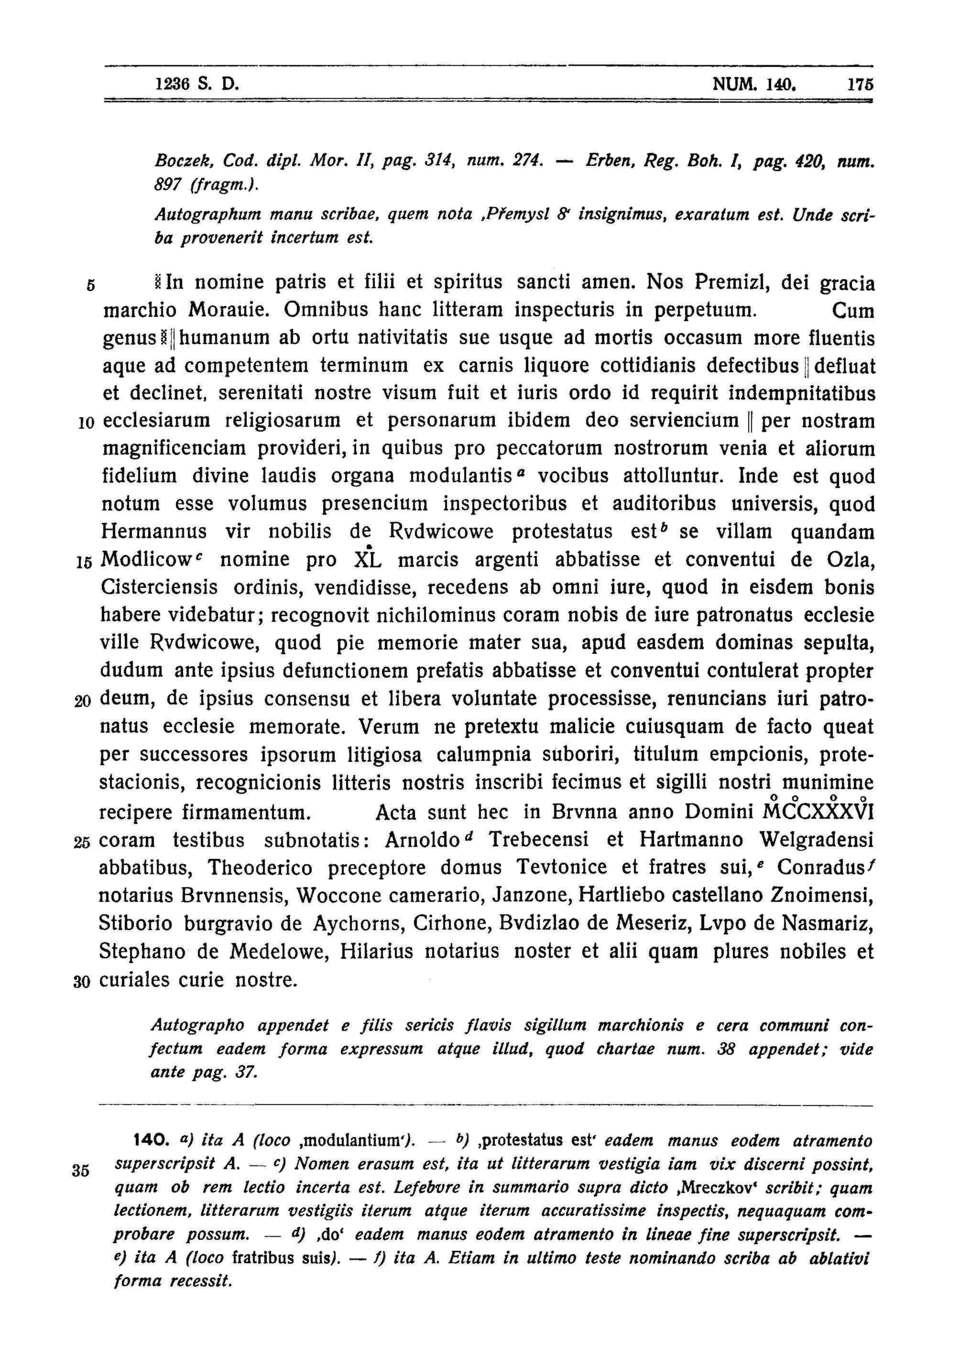 1236 S. D. NUM. 140. 175
Boczek, Cod. dipl. Mor. II, pag. 314, num. 274. — Erben, Reg. Boh. I, pag. 420, num.
897 (fragm.).
Autographum manu scribae, quem nota ‚Přemysl 8‘ insignimus, exaratum est. Unde scri-
ba provenerit incertum est.
5 ⁑In nomine patris et filii et spiritus sancti amen. Nos Premizl, dei gracia
marchio Morauie. Omnibus hanc litteram inspecturis in perpetuum. Cum
genus⁑||humanum ab ortu nativitatis sue usque ad mortis occasum more fluentis
aque ad competentem terminum ex carnis liquore cottidianis defectibus || defluat
et declinet, serenitati nostre visum fuit et iuris ordo id requirit indempnitatibus
10 ecclesiarum religiosarum et personarum ibidem deo serviencium || per nostram
magnificenciam provideri, in quibus pro peccatorum nostrorum venia et aliorum
fidelium divine laudis organa modulantis ᵃ vocibus attolluntur. Inde est quod
notum esse volumus presencium inspectoribus et auditoribus universis, quod
Hermannus vir nobilis de Rvdwicowe protestatus est ᵇ se villam quandam
15 Modlicow ᶜ nomine pro XL marcis argenti abbatisse et conventui de Ozla,
Cisterciensis ordinis, vendidisse, recedens ab omni iure, quod in eisdem bonis
habere videbatur; recognovit nichilominus coram nobis de iure patronatus ecclesie
ville Rvdwicowe, quod pie memorie mater sua, apud easdem dominas sepulta,
dudum ante ipsius defunctionem prefatis abbatisse et conventui contulerat propter
20 deum, de ipsius consensu et libera voluntate processisse, renuncians iuri patro-
natus ecclesie memorate. Verum ne pretextu malicie cuiusquam de facto queat
per successores ipsorum litigiosa calumpnia suboriri, titulum empcionis, prote-
stacionis, recognicionis litteris nostris inscribi fecimus et sigilli nostri munimine
recipere firmamentum. Acta sunt hec in Brvnna anno Domini M̊CC̊XXX̊VI̊
25 coram testibus subnotatis: Arnoldo ᵈ Trebecensi et Hartmanno Welgradensi
abbatibus, Theoderico preceptore domus Tevtonice et fratres sui, ᵉ Conradus ᶠ
notarius Brvnnensis, Woccone camerario, Janzone, Hartliebo castellano Znoimensi,
Stiborio burgravio de Aychorns, Cirhone, Bvdizlao de Meseriz, Lvpo de Nasmariz,
Stephano de Medelowe, Hilarius notarius noster et alii quam plures nobiles et
30 curiales curie nostre.
Autographo appendet e filis sericis flavis sigillum marchionis e cera communi con-
fectum eadem forma expressum atque illud, quod chartae num. 38 appendet; vide
ante pag. 37.
140. a) ita A (loco ‚modulantium‘). — b) ‚protestatus est‘ eadem manus eodem atramento
35 superscripsit A. — c) Nomen erasum est, ita ut litterarum vestigia iam vix discerni possint,
quam ob rem lectio incerta est. Lefebvre in summario supra dicto ‚Mreczkov‘ scribit; quam
lectionem, litterarum vestigiis iterum atque iterum accuratissime inspectis, nequaquam com-
probare possum. — d) ‚do‘ eadem manus eodem atramento in lineae fine superscripsit. —
e) ita A (loco fratribus suis). — f) ita A. Etiam in ultimo teste nominando scriba ab ablativi
forma recessit.